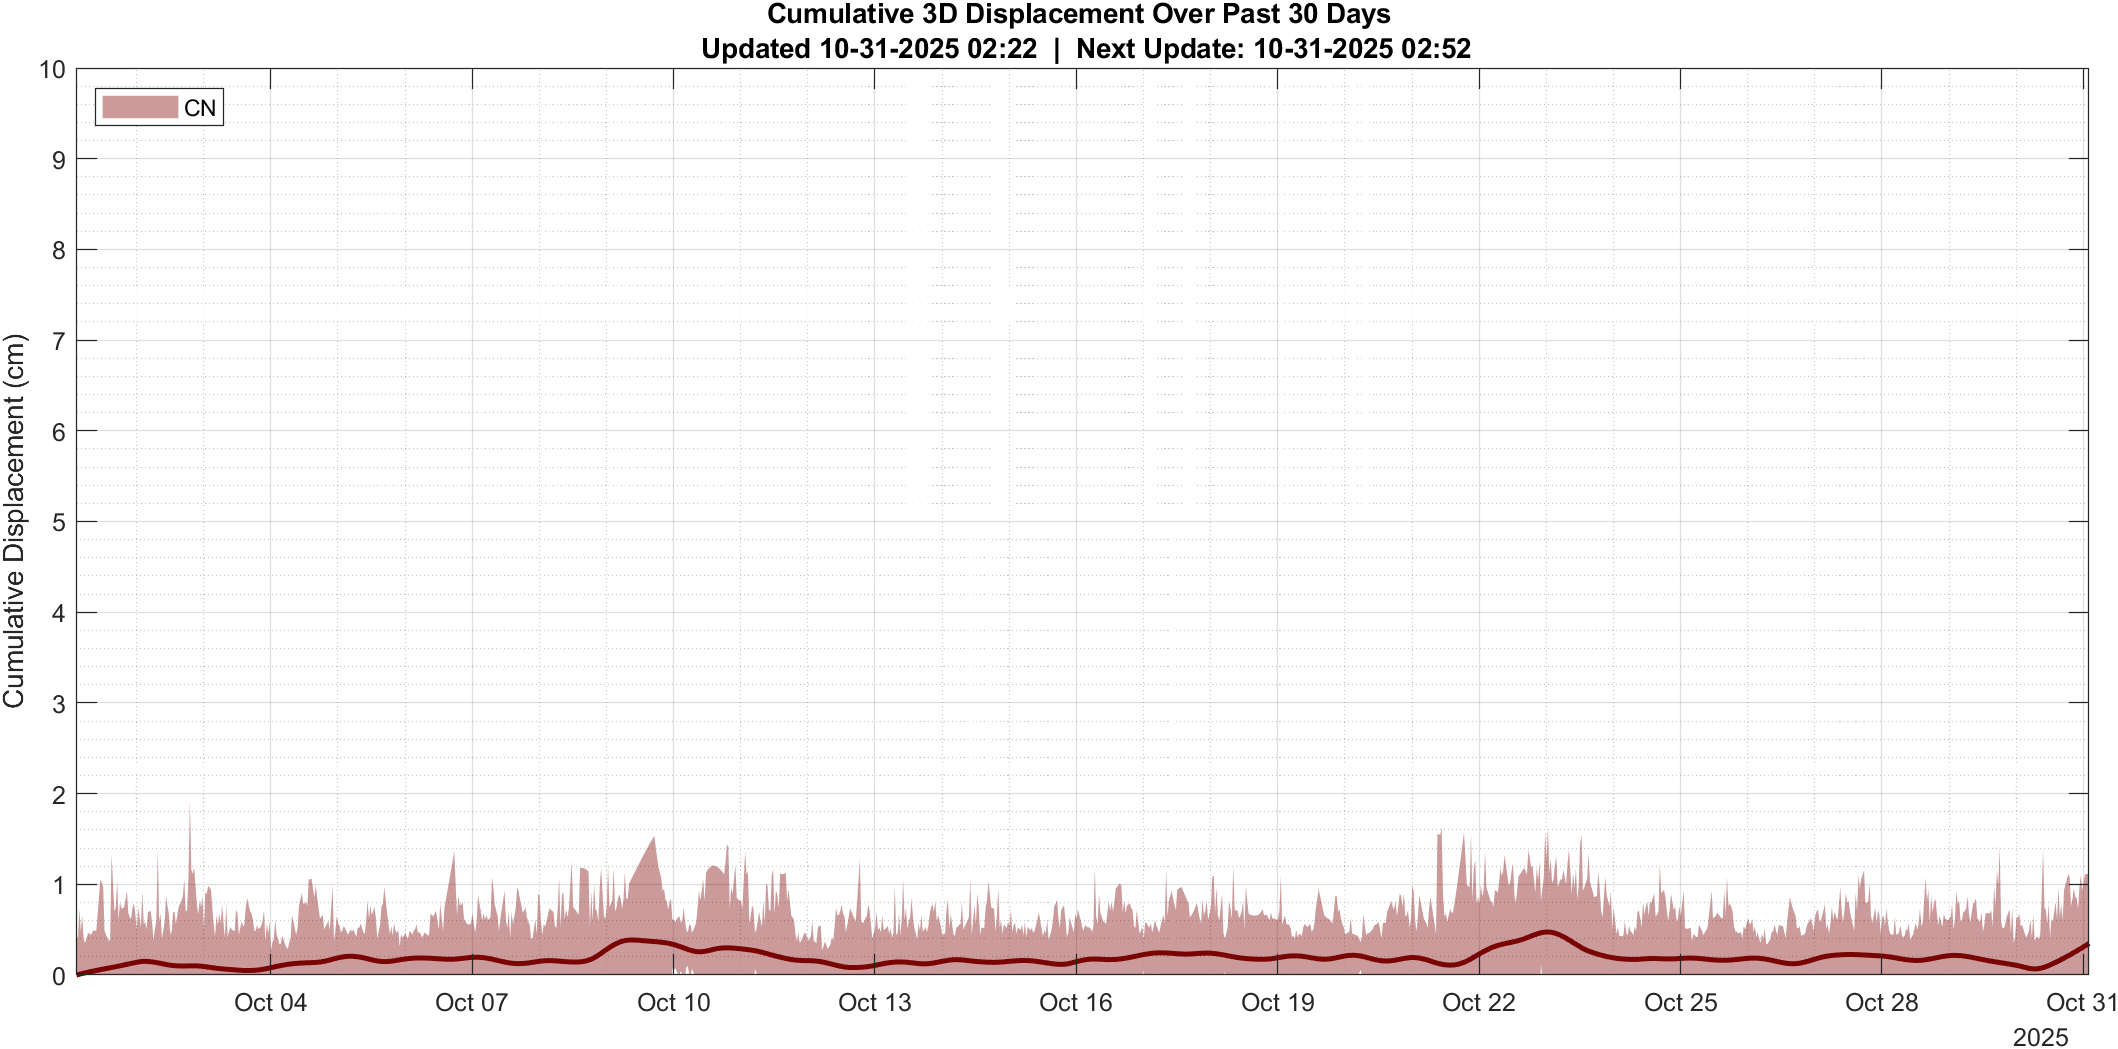 Cumulative 3D Displacement Over Past 30 Days
Updated 10-31-2025 02:22 | Next Update: 10-31-2025 02:52
CN
Cumulative Displacement (cm)
10
9
8
7
6
5
4
3
2
1
0
Oct 04
Oct 07
Oct 10
Oct 13
Oct 16
Oct 19
Oct 22
Oct 25
Oct 28
Oct 31
2025